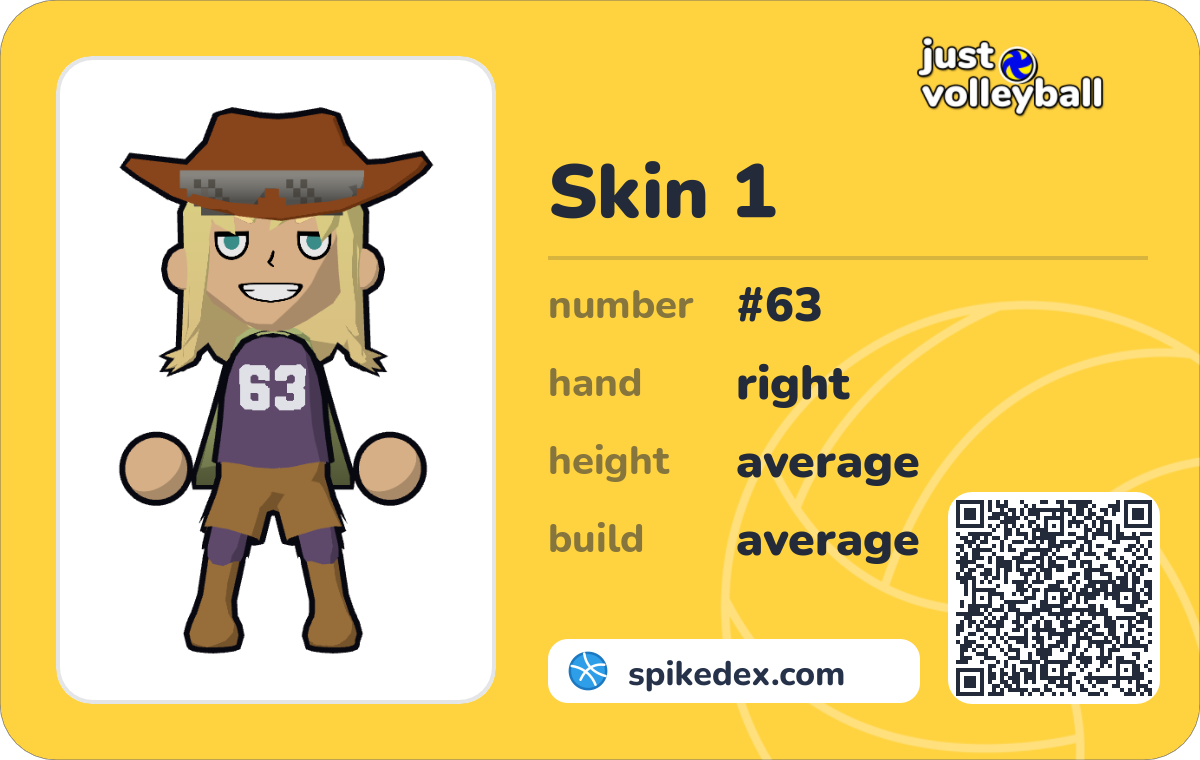 just
volleyball
Skin 1
number #63
hand right
height average
build average
63
spikedex.com